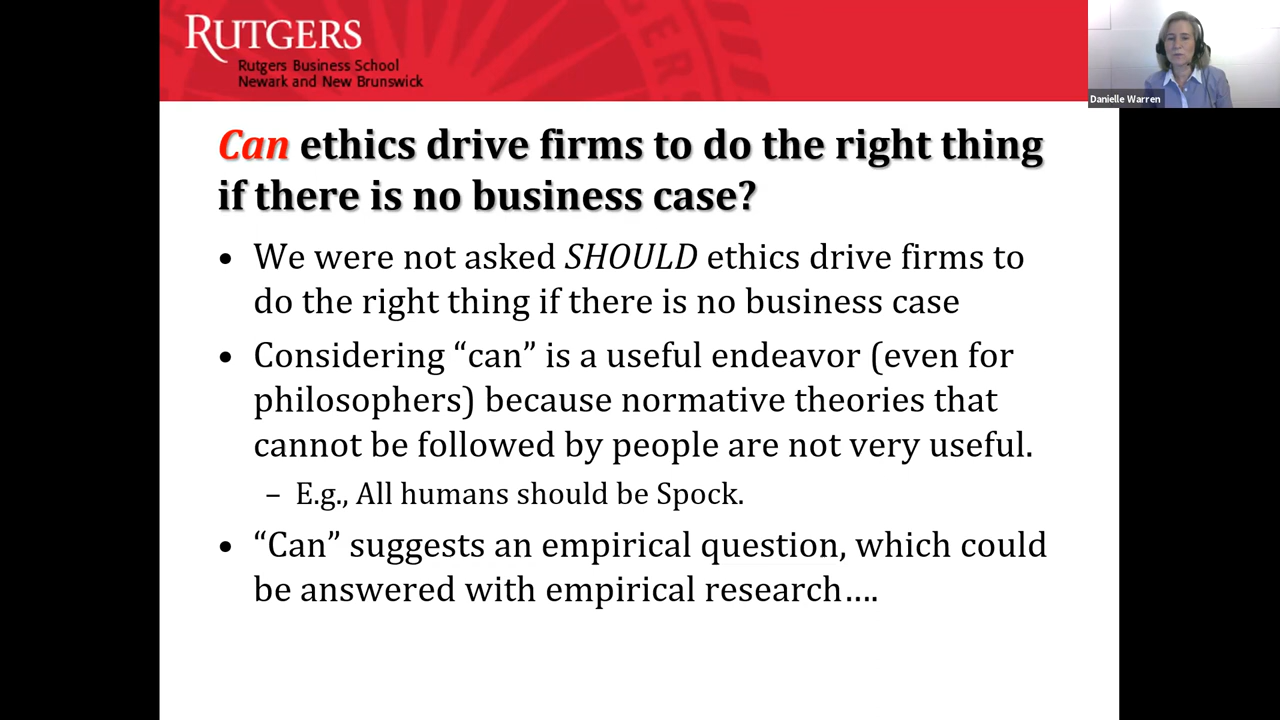 RUTGERS
Rutgers Business School
Newark and New Brunswick
Danielle Warren
Can ethics drive firms to do the right thing
if there is no business case?
• We were not asked SHOULD ethics drive firms to
do the right thing if there is no business case
• Considering “can” is a useful endeavor (even for
philosophers) because normative theories that
cannot be followed by people are not very useful.
– E.g., All humans should be Spock.
• “Can” suggests an empirical question, which could
be answered with empirical research….